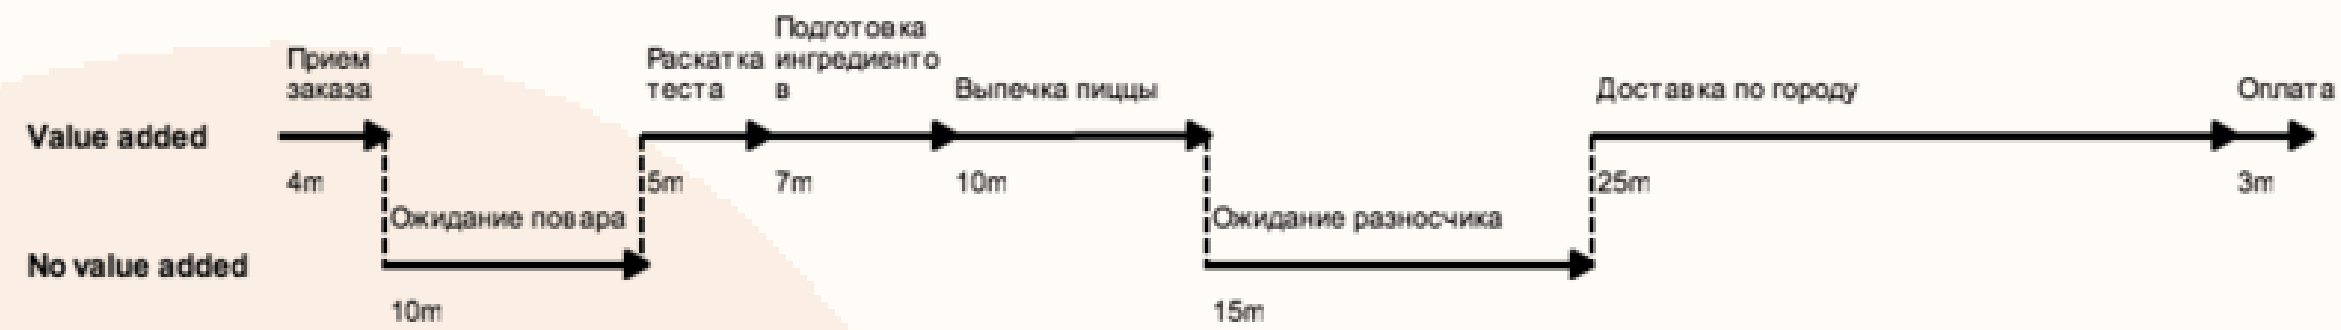 Прием
заказа
Раскатка
теста
Подготовка
ингредиенто
в
Выпечка пиццы
Доставка по городу
Оплата
Value added
4m
5m
7m
10m
25m
3m
Ожидание повара
Ожидание разносчика
No value added
10m
15m